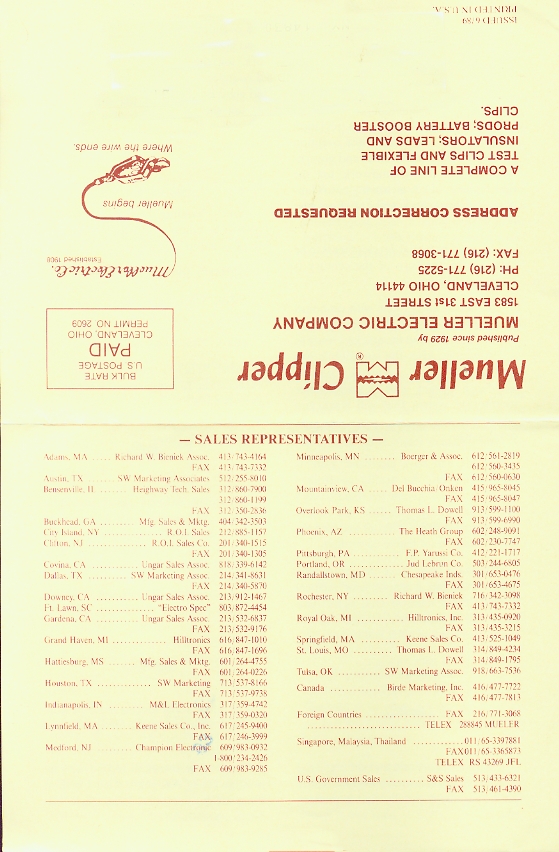 Mueller Clipper®
Published since 1929 by
MUELLER ELECTRIC COMPANY
1583 EAST 31st STREET
CLEVELAND, OHIO 44114
PH: (216) 771-5225
FAX: (216) 771-3068
ADDRESS CORRECTION REQUESTED
A COMPLETE LINE OF
TEST CLIPS AND FLEXIBLE
INSULATORS; LEADS AND
PRODS; BATTERY BOOSTER
CLIPS.
BULK RATE
U.S. POSTAGE
PAID
CLEVELAND, OHIO
PERMIT NO. 2609
Mueller Electric Co.
Established 1908
Mueller begins
Where the wire ends.
ISSUED 6/89
PRINTED IN U.S.A.
— SALES REPRESENTATIVES —
Adams, MA ..... Richard W. Bieniek Assoc. 413/743-4164
FAX 413/743-7332
Austin, TX ........ SW Marketing Associates 512/255-8010
Bensenville, IL ....... Heighway Tech. Sales 312/860-7900
312/860-1199
FAX 312/350-2836
Buckhead, GA .......... Mfg. Sales & Mktg. 404/342-3503
City Island, NY ................ R.O.I. Sales 212/885-1157
Clifton, NJ ................ R.O.I. Sales Co. 201/340-1515
FAX 201/340-1305
Covina, CA ............. Ungar Sales Assoc. 818/339-6142
Dallas, TX ........... SW Marketing Assoc. 214/341-8631
FAX 214/340-5870
Downey, CA ............ Ungar Sales Assoc. 213/912-1467
Ft. Lawn, SC ................ "Electro Spec" 803/872-4454
Gardena, CA ........... Ungar Sales Assoc. 213/532-6837
FAX 213/532-9176
Grand Haven, MI ................ Hilltronics 616/847-1010
FAX 616/847-1696
Hattiesburg, MS ....... Mfg. Sales & Mktg. 601/264-4755
FAX 601/264-0226
Houston, TX ................. SW Marketing 713/537-8166
FAX 713/537-9738
Indianapolis, IN .......... M&L Electronics 317/359-4742
FAX 317/359-0320
Lynnfield, MA ........ Keene Sales Co., Inc. 617/245-9400
FAX 617/246-3999
Medford, NJ ........... Champion Electronic 609/983-0932
1-800/234-2426
FAX 609/983-9285
Minneapolis, MN ........ Boerger & Assoc. 612/561-2819
612/560-3435
FAX 612/560-0630
Mountainview, CA ..... Del Bucchia/Onken 415/965-8045
FAX 415/965-8047
Overlook Park, KS ...... Thomas L. Dowell 913/599-1100
FAX 913/599-6990
Phoenix, AZ .............. The Heath Group 602/248-9091
FAX 602/230-7747
Pittsburgh, PA .............. F.P. Yarussi Co. 412/221-1717
Portland, OR ............... Jud Lebron Co. 503/244-6805
Randallstown, MD ....... Chesapeake Inds. 301/653-0476
FAX 301/653-4675
Rochester, NY ......... Richard W. Bieniek 716/342-3098
FAX 413/743-7332
Royal Oak, MI ............ Hilltronics, Inc. 313/435-0920
FAX 313/435-3215
Springfield, MA .......... Keene Sales Co. 413/525-1049
St. Louis, MO .......... Thomas L. Dowell 314/849-4234
FAX 314/849-1795
Tulsa, OK ............ SW Marketing Assoc. 918/663-7536
Canada ............... Birde Marketing, Inc. 416/477-7722
FAX 416/477-7813
Foreign Countries .................. FAX 216/771-3068
................................ TELEX 288845 MUELER
Singapore, Malaysia, Thailand ............. 011/65-3397881
FAX 011/65-3365873
TELEX RS 43269 JFL
U.S. Government Sales .......... S&S Sales 513/433-6321
FAX 513/461-4390